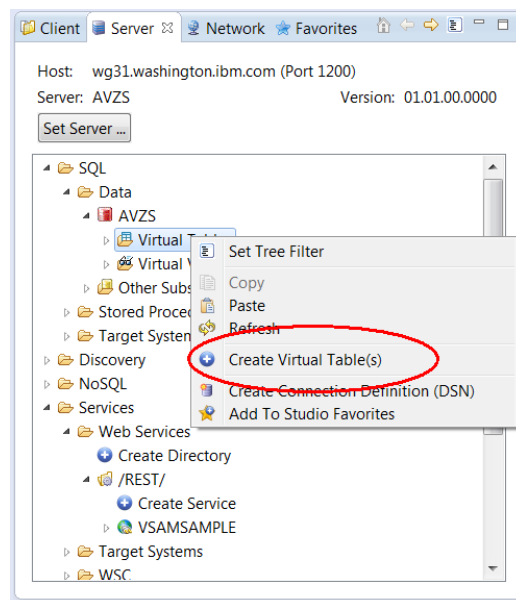 Client Server Network Favorites
Host: wg31.washington.ibm.com (Port 1200)
Server: AVZS Version: 01.01.00.0000
Set Server ...
SQL
Data
AVZS
Virtual
Virtual
Other Subs
Stored Proced
Target System
Discovery
NoSQL
Services
Web Services
Create Directory
/REST/
Create Service
VSAMSAMPLE
Target Systems
WSC
Set Tree Filter
Copy
Paste
Refresh
Create Virtual Table(s)
Create Connection Definition (DSN)
Add To Studio Favorites